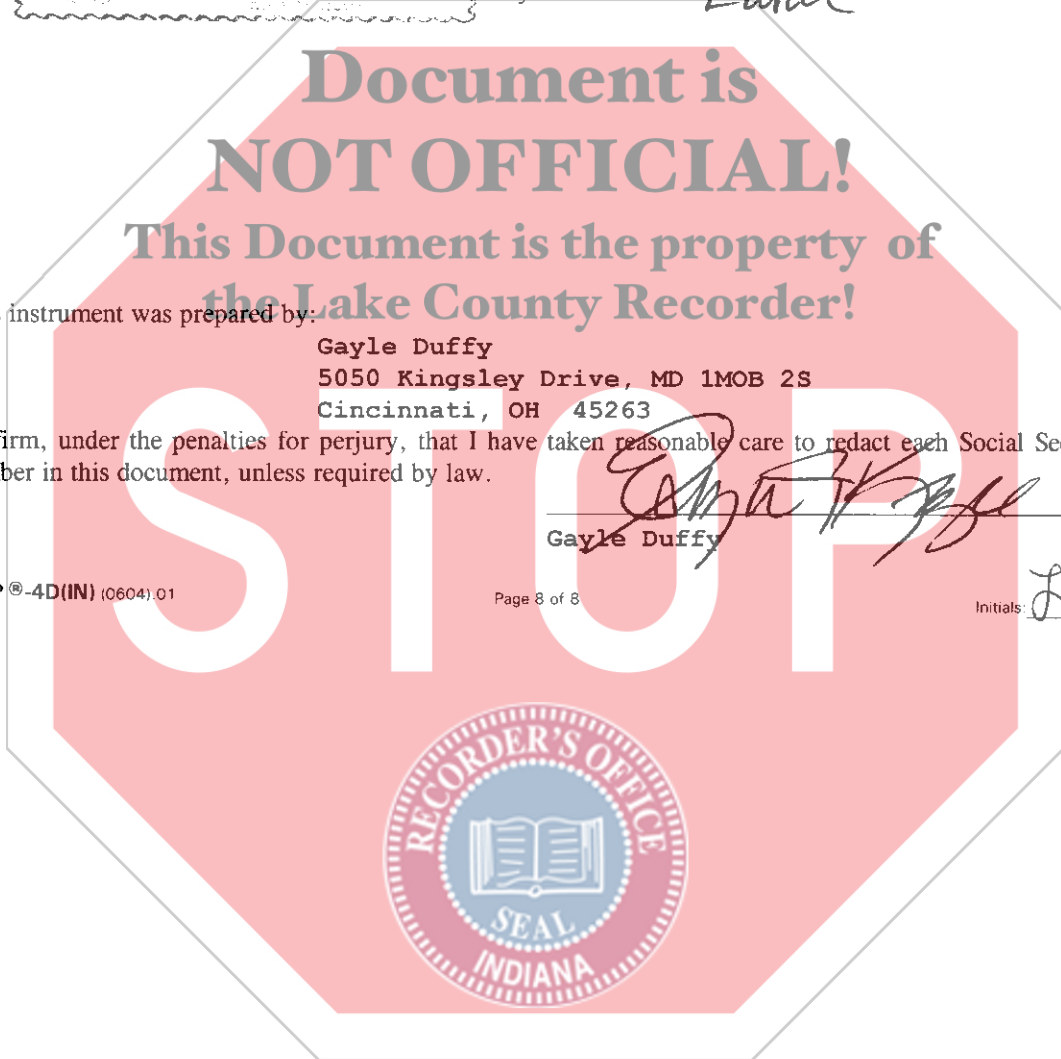 Document is
NOT OFFICIAL!
This Document is the property of
the Lake County Recorder!
instrument was prepared by:
Gayle Duffy
5050 Kingsley Drive, MD 1MOB 2S
Cincinnati, OH 45263
firm, under the penalties for perjury, that I have taken reasonable care to redact each Social Sec
ber in this document, unless required by law.
Gayle Duffy
®-4D(IN) (0604).01
Page 8 of 8
Initials:
STOP
RECORDER'S OFFICE
SEAL
INDIANA